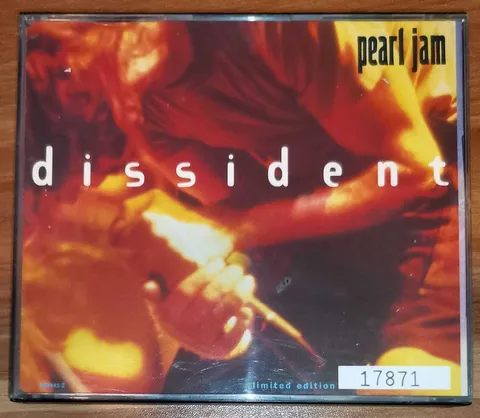 pearl jam
dissident
limited edition
17871